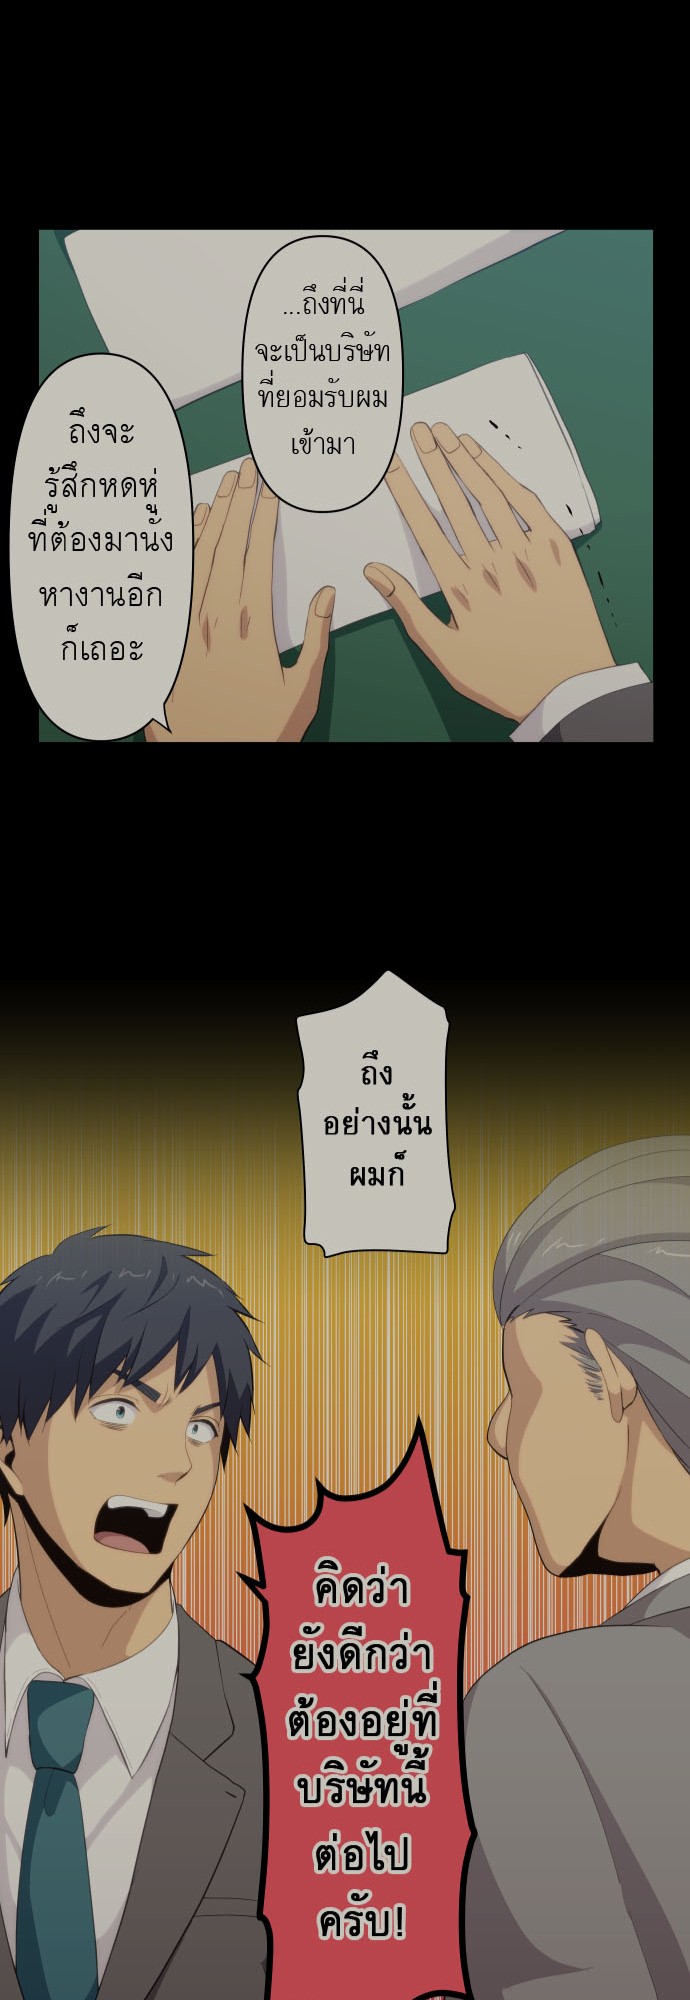 ...ถึงที่นี่
จะเป็นบริษัท
ที่ยอมรับผม
เข้ามา
ถึงจะ
รู้สึกหดหู่
ที่ต้องมานั่ง
หางานอีก
ก็เถอะ
ถึง
อย่างนั้น
ผมก็
คิดว่า
ยังดีกว่า
ต้องอยู่ที่
บริษัทนี้
ต่อไป
ครับ!